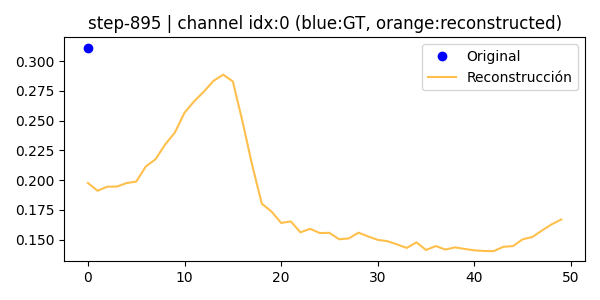 step-895 | channel idx:0 (blue:GT, orange:reconstructed)
Original
Reconstrucción
0.300
0.275
0.250
0.225
0.200
0.175
0.150
0 10 20 30 40 50